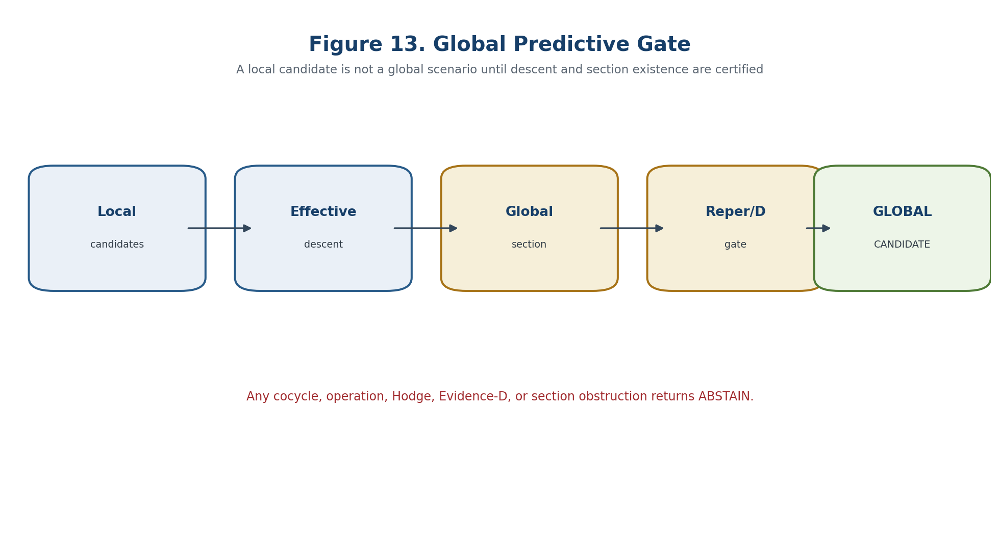 Figure 13. Global Predictive Gate
A local candidate is not a global scenario until descent and section existence are certified
Local
candidates
Effective
descent
Global
section
Reper/D
gate
GLOBAL
CANDIDATE
Any cocycle, operation, Hodge, Evidence-D, or section obstruction returns ABSTAIN.